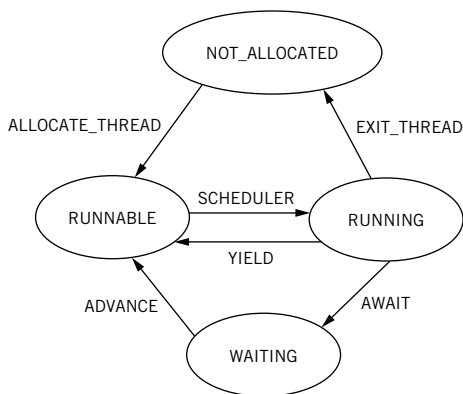 NOT_ALLOCATED
ALLOCATE_THREAD
EXIT_THREAD
SCHEDULER
RUNNABLE
RUNNING
YIELD
ADVANCE
AWAIT
WAITING